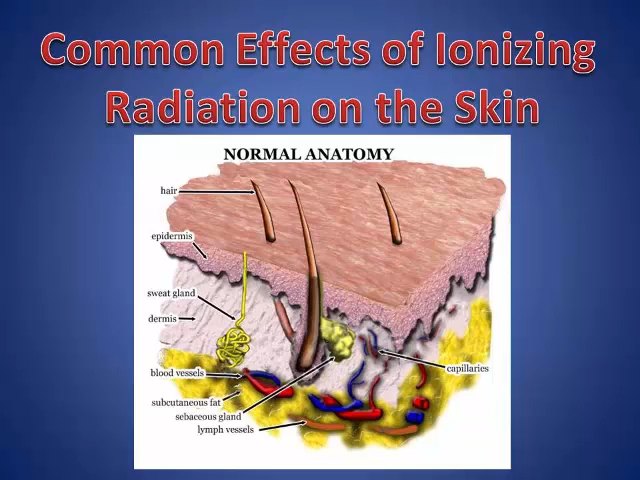 Common Effects of Ionizing
Radiation on the Skin
NORMAL ANATOMY
hair
epidermis
sweat gland
dermis
blood vessels
capillaries
subcutaneous fat
sebaceous gland
lymph vessels